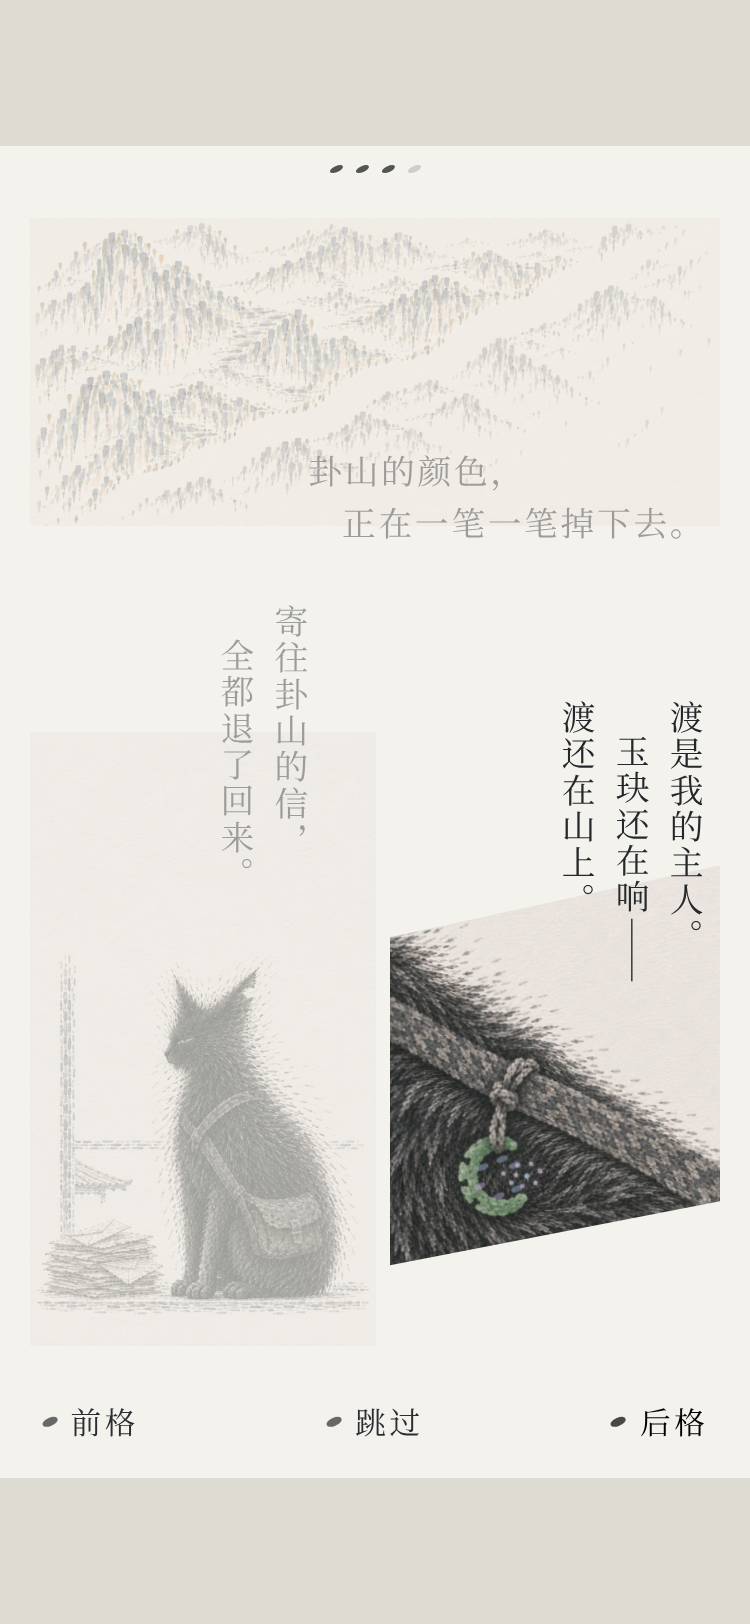 卦山的颜色，
正在一笔一笔掉下去。
寄往卦山的信，
全都退了回来。
渡是我的主人。
玉玦还在响——
渡还在山上。
前格
跳过
后格